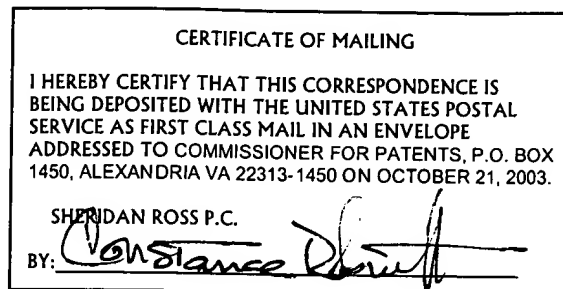 CERTIFICATE OF MAILING
I HEREBY CERTIFY THAT THIS CORRESPONDENCE IS
BEING DEPOSITED WITH THE UNITED STATES POSTAL
SERVICE AS FIRST CLASS MAIL IN AN ENVELOPE
ADDRESSED TO COMMISSIONER FOR PATENTS, P.O. BOX
1450, ALEXANDRIA VA 22313-1450 ON OCTOBER 21, 2003.
SHERIDAN ROSS P.C.
BY: Constance